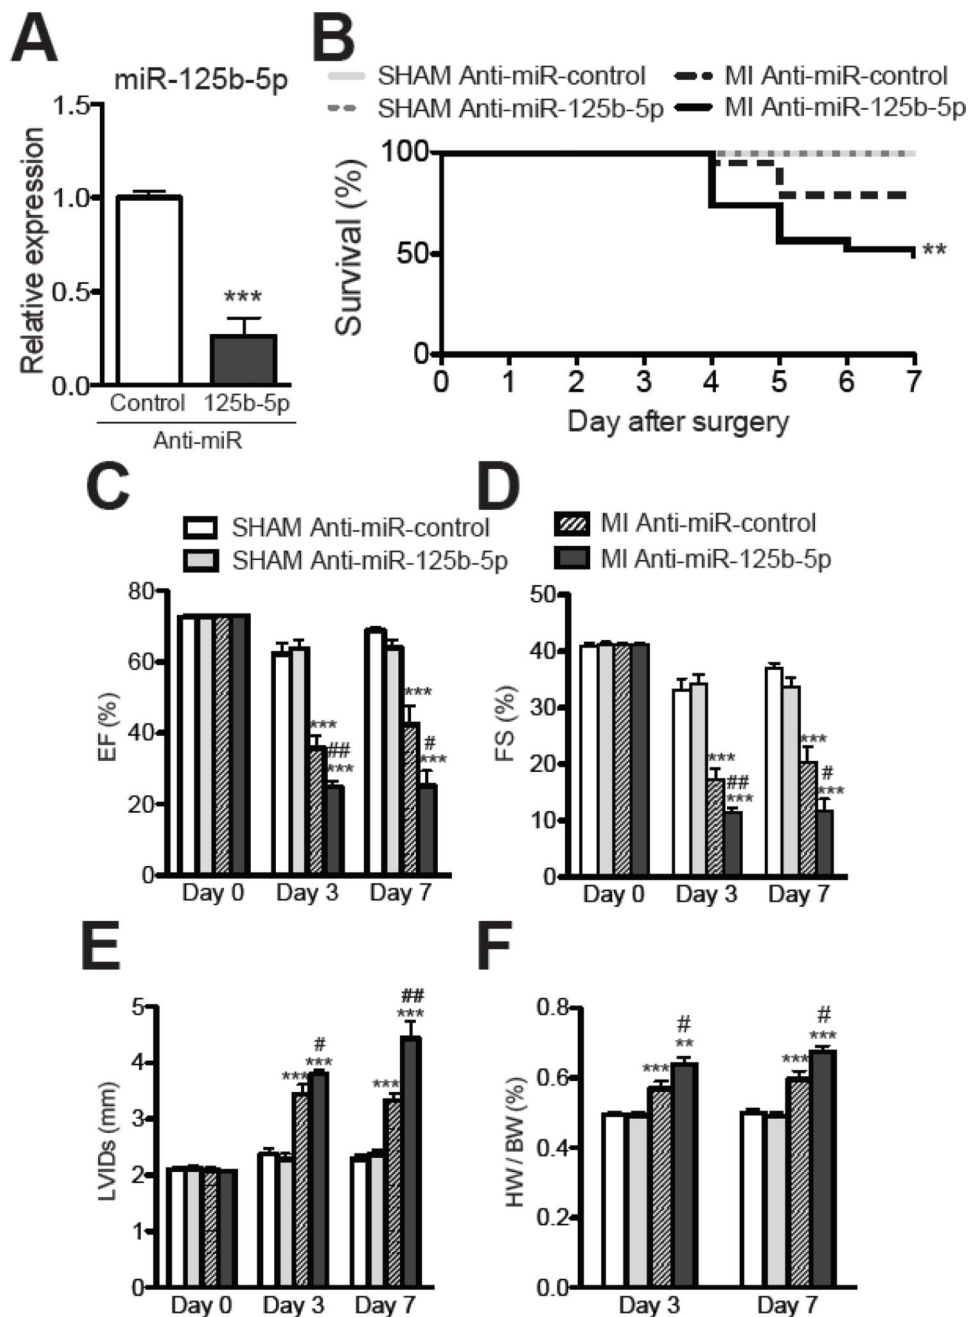 A
miR-125b-5p
Relative expression
1.5
1.0
0.5
0.0
***
Control 125b-5p
Anti-miR
B
SHAM Anti-miR-control
SHAM Anti-miR-125b-5p
MI Anti-miR-control
MI Anti-miR-125b-5p
Survival (%)
100
50
0
**
0 1 2 3 4 5 6 7
Day after surgery
C
SHAM Anti-miR-control
SHAM Anti-miR-125b-5p
EF (%)
80
60
40
20
0
***
##
***
***
#
***
Day 0 Day 3 Day 7
D
MI Anti-miR-control
MI Anti-miR-125b-5p
FS (%)
50
40
30
20
10
0
***
##
***
***
#
***
Day 0 Day 3 Day 7
E
LVIDs (mm)
5
4
3
2
1
0
***
#
***
***
##
***
Day 0 Day 3 Day 7
F
HW / BW (%)
0.8
0.6
0.4
0.2
0.0
***
#
**
***
#
***
Day 3 Day 7